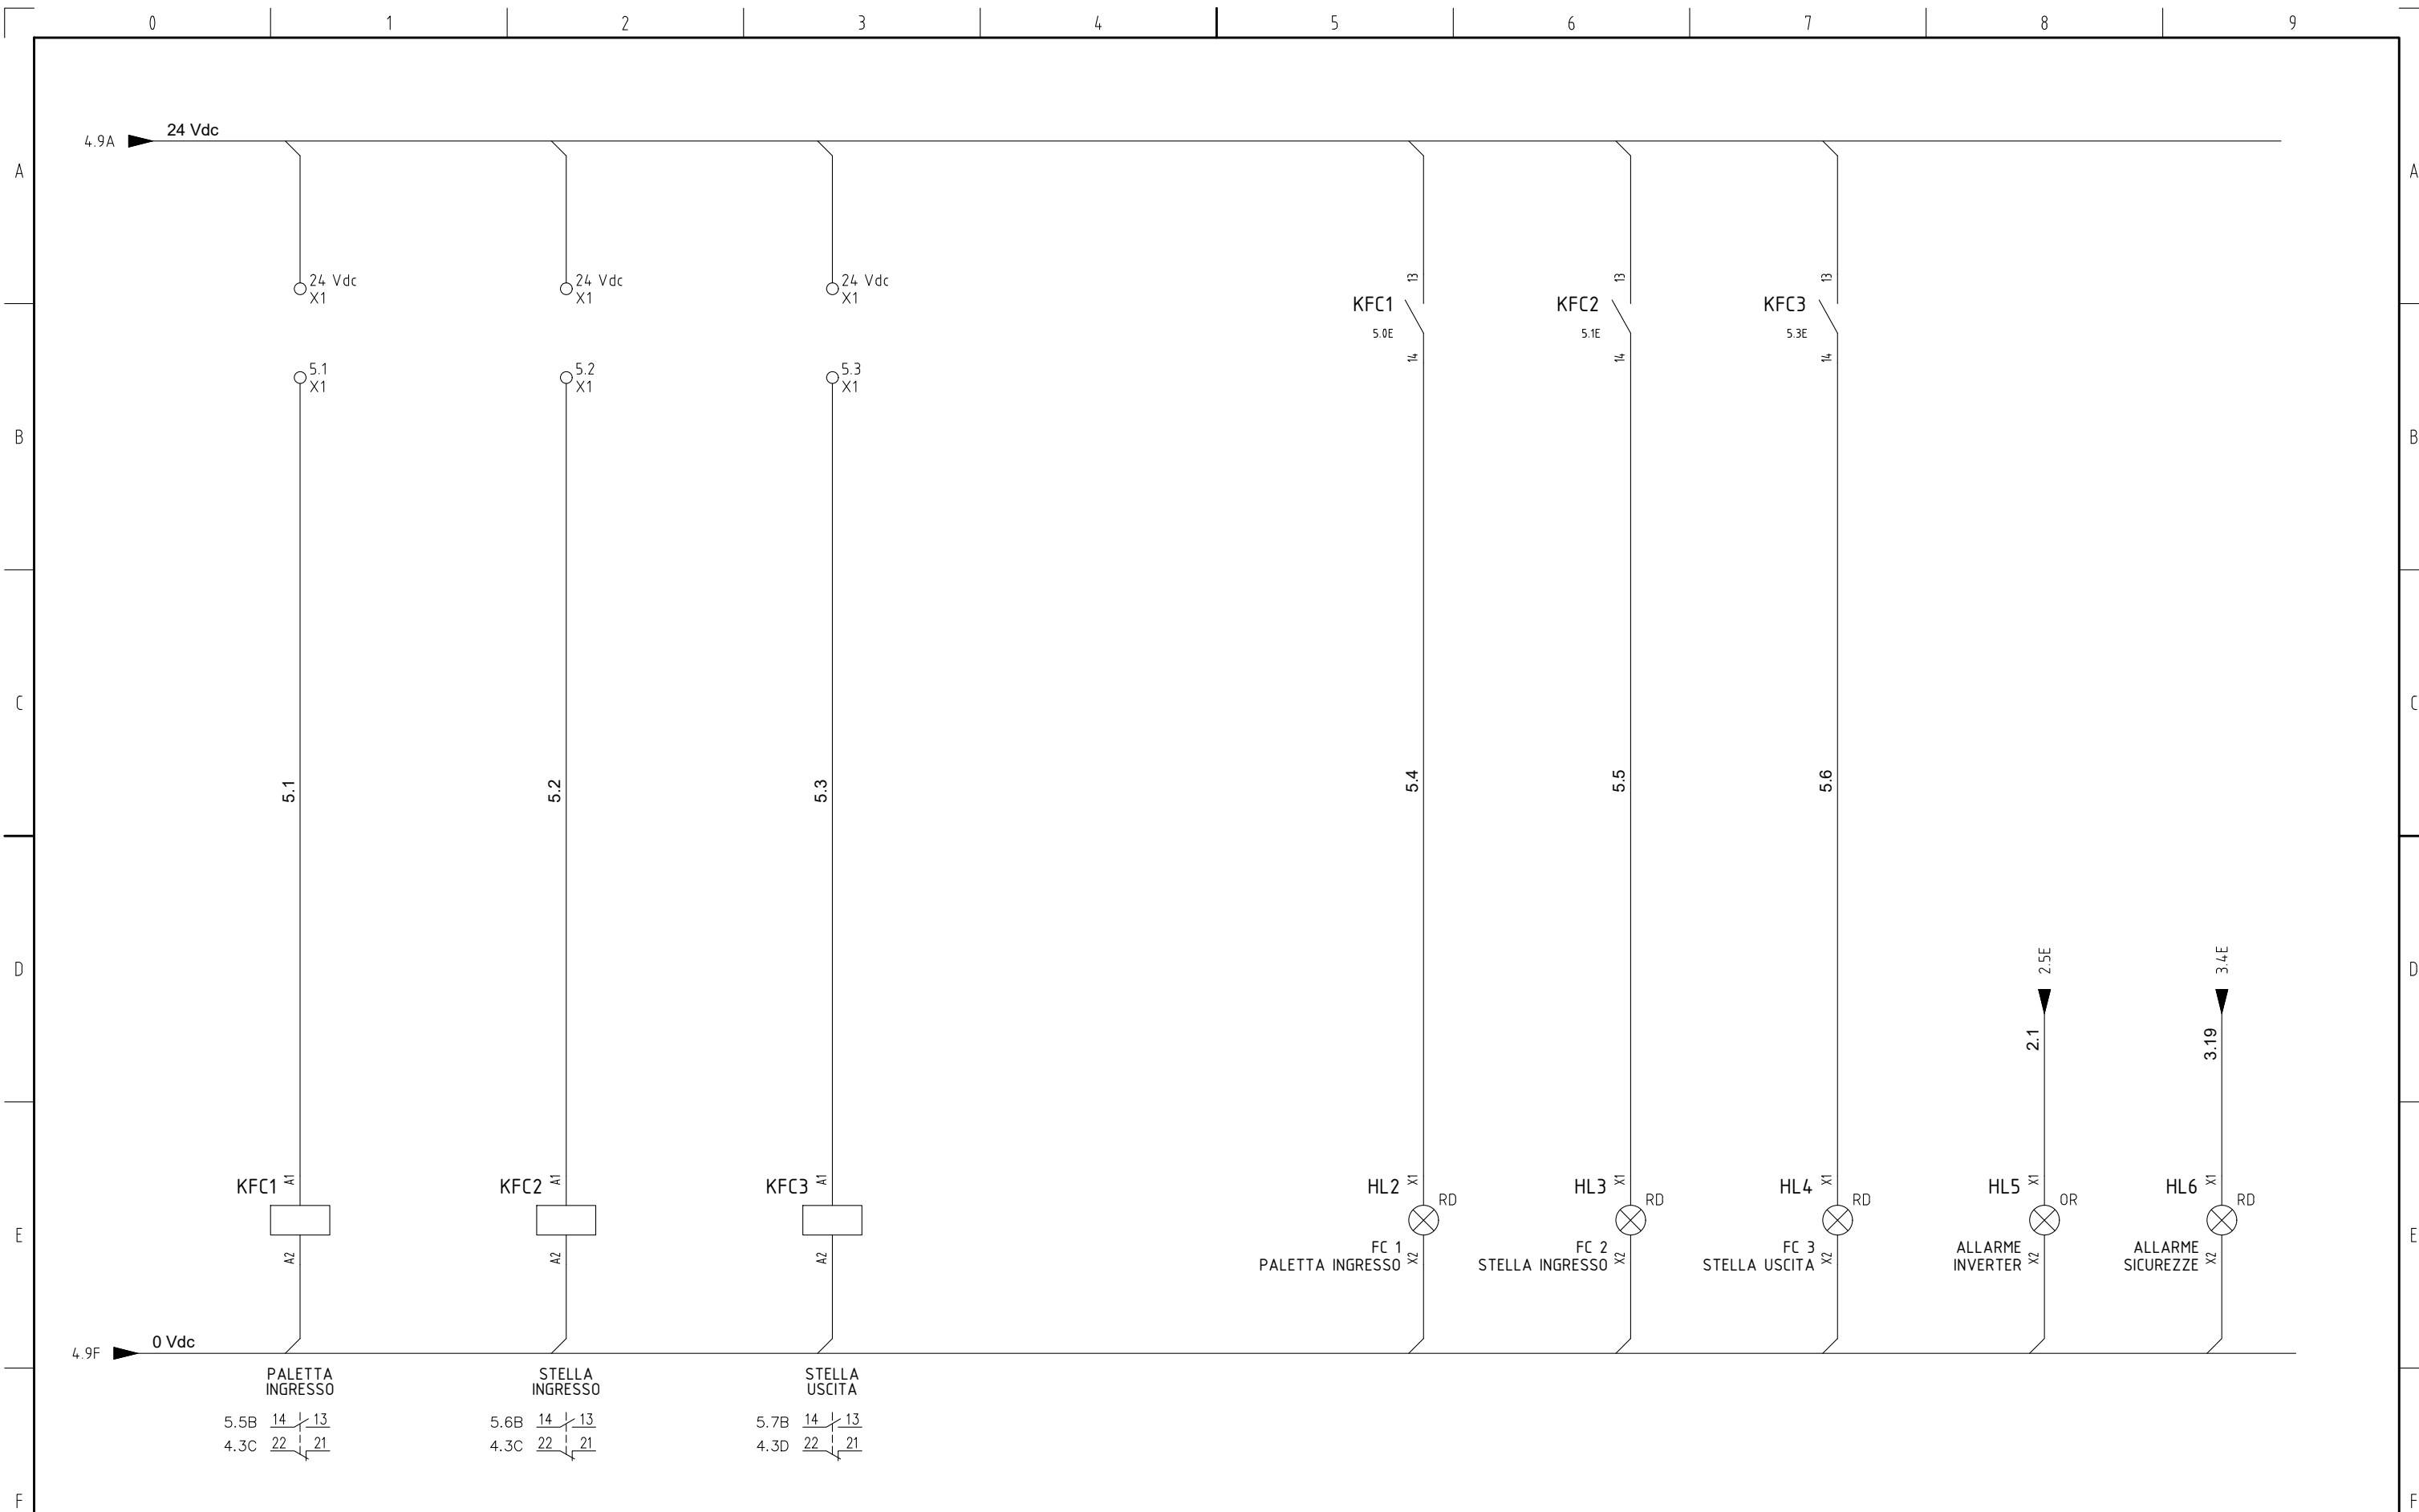 0 1 2 3 4 5 6 7 8 9
24 Vdc
4.9A
A A
24 Vdc 24 Vdc 24 Vdc
X1 X1 X1
13 13 13
KFC1 KFC2 KFC3
5.0E 5.1E 5.3E
14 14 14
5.1 5.2 5.3
X1 X1 X1
B B
C C
5.1 5.2 5.3 5.4 5.5 5.6
D D
2.5E 3.4E
2.1 3.19
KFC1 A1 KFC2 A1 KFC3 A1 HL2 X1 HL3 X1 HL4 X1 HL5 X1 HL6 X1
RD RD RD OR RD
E E
A2 A2 A2 X2 X2 X2 X2 X2
FC 1
PALETTA INGRESSO
FC 2
STELLA INGRESSO
FC 3
STELLA USCITA
ALLARME
INVERTER
ALLARME
SICUREZZE
0 Vdc
4.9F
PALETTA
INGRESSO
STELLA
INGRESSO
STELLA
USCITA
5.5B 14 13 5.6B 14 13 5.7B 14 13
4.3C 22 21 4.3C 22 21 4.3D 22 21
F F